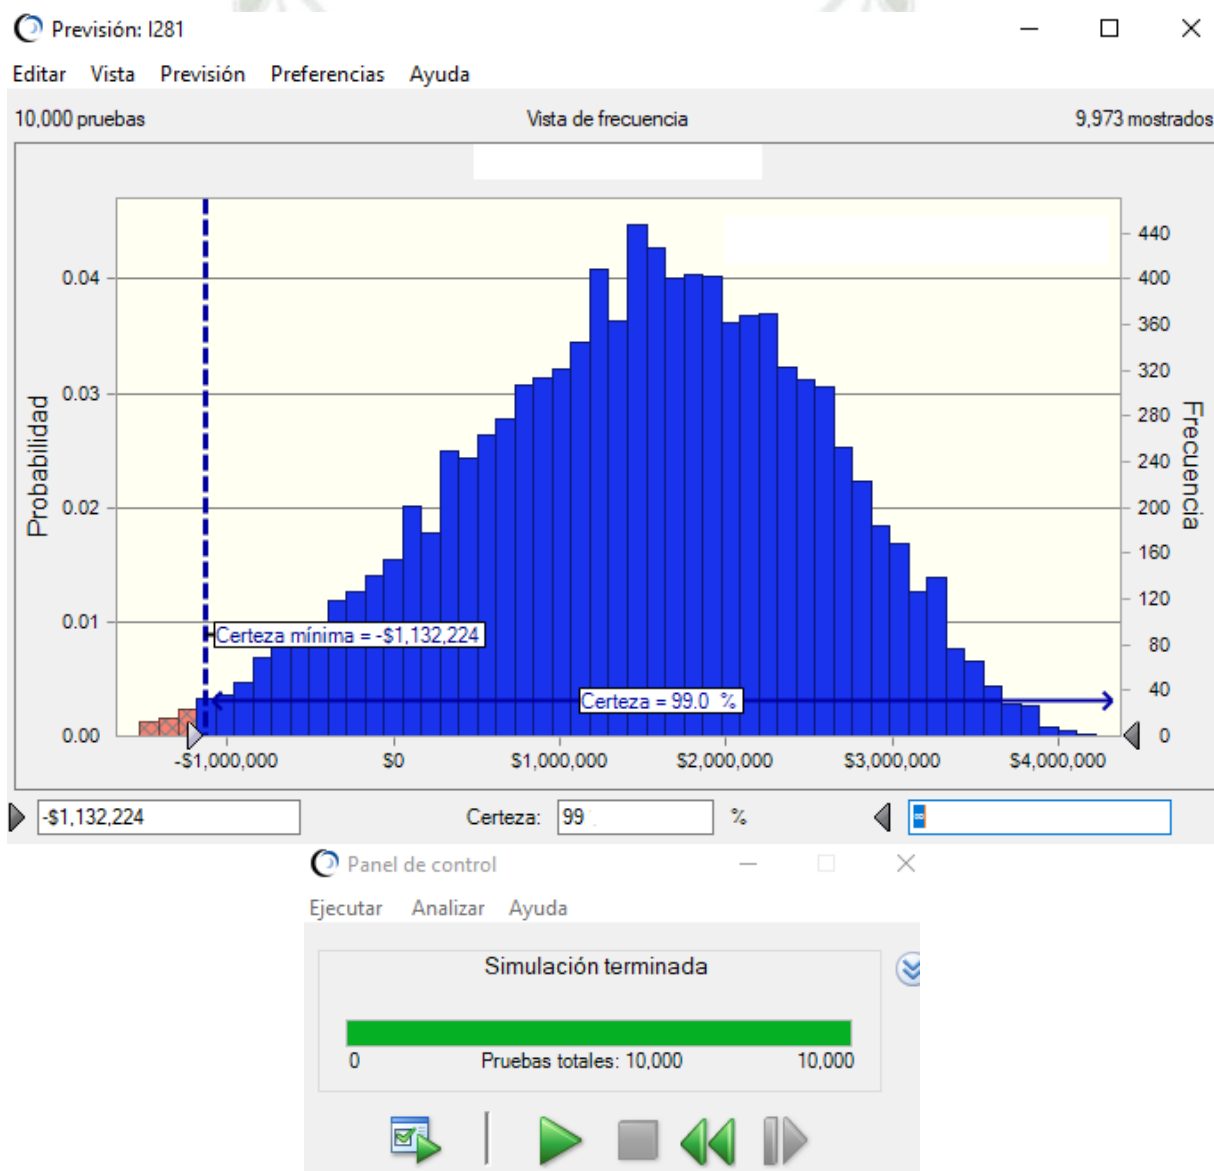 Previsión: I281
Editar Vista Previsión Preferencias Ayuda
10,000 pruebas Vista de frecuencia 9,973 mostrados
Probabilidad
0.04
0.03
0.02
0.01
0.00
440
400
360
320
280
240
200
160
120
80
40
0
Frecuencia
Certeza mínima = -$1,132,224
Certeza = 99.0 %
-$1,000,000 $0 $1,000,000 $2,000,000 $3,000,000 $4,000,000
-$1,132,224 Certeza: 99 % ∞
Panel de control
Ejecutar Analizar Ayuda
Simulación terminada
0 Pruebas totales: 10,000 10,000